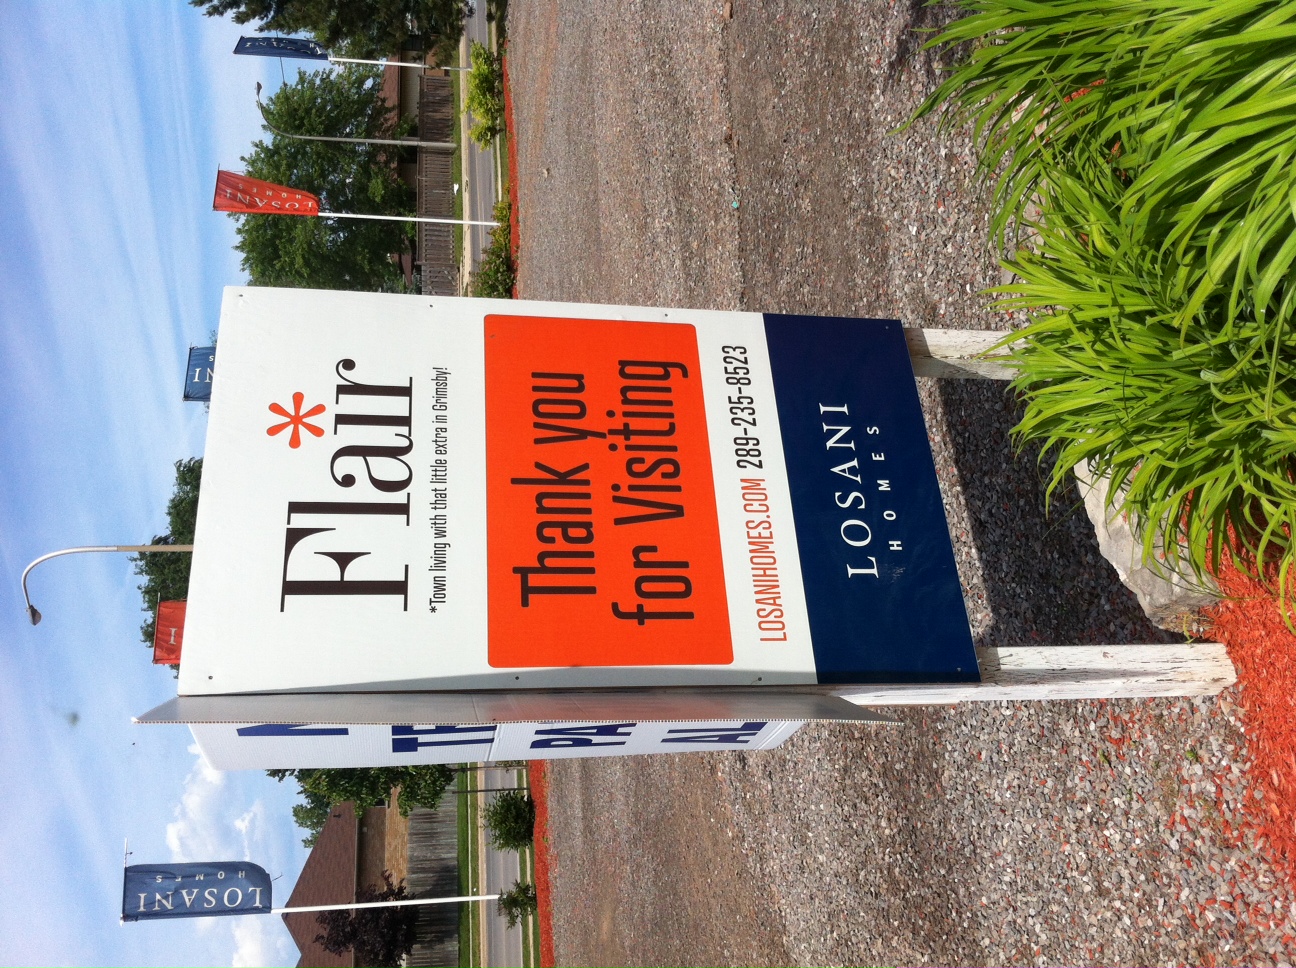 Flair*
*Town living with that little extra in Grimsby!
Thank you
for Visiting
LOSANIHOMES.COM 289-235-8523
LOSANI
HOMES
LOSANI
HOMES
LOSANI
HOMES
LOSANI